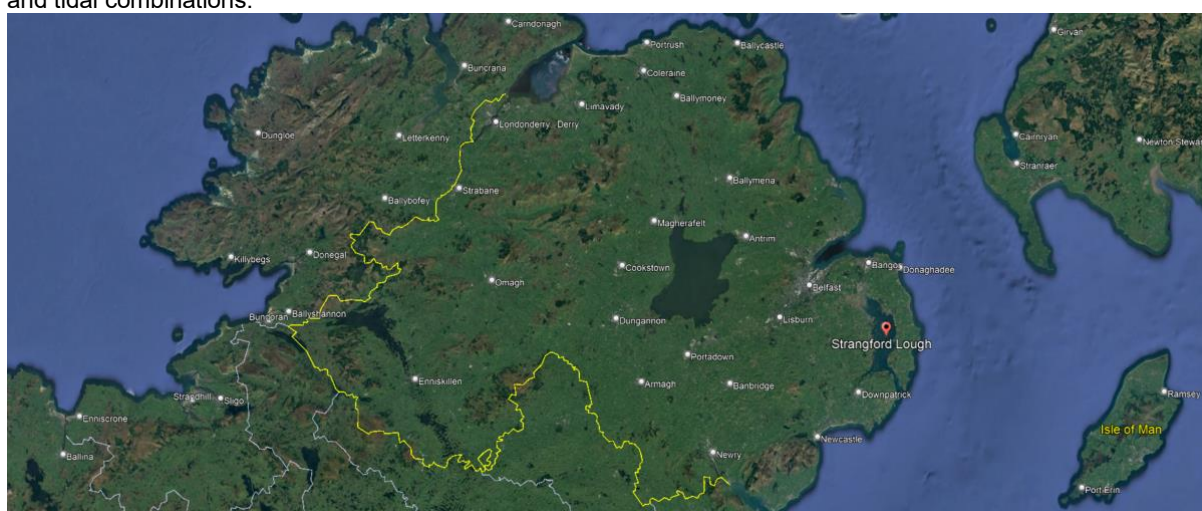 and tidal combinations.
Carndonagh
Portrush
Ballycastle
Girvan
Buncrana
Coleraine
Limavady
Ballymoney
Londonderry
Derry
Dungloe
Letterkenny
Cairnryan
Newton Stewar
Stranraer
Ballymena
Strabane
Ballybofey
Magherafelt
Antrim
Killybegs
Donegal
Cookstown
Bangor
Donaghadee
Omagh
Belfast
Bundoran
Ballyshannon
Dungannon
Lisburn
Strangford Lough
Portadown
Enniskillen
Armagh
Banbridge
Downpatrick
Strandhill
Sligo
Ramsey
Enniscrone
Isle of Man
Newcastle
Ballina
Newry
Port Erin